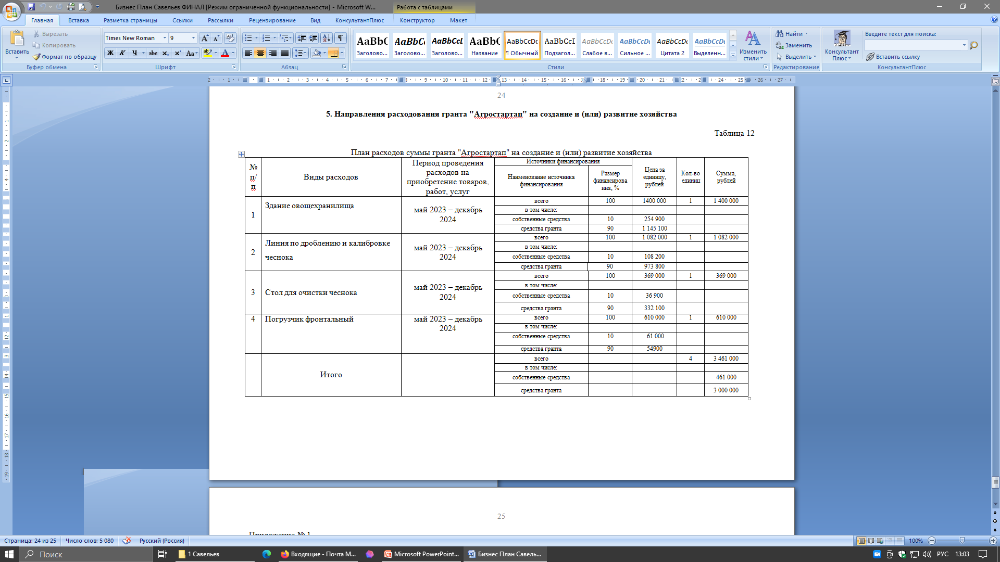 Бизнес План Савельев ФИНАЛ [Режим ограниченной функциональности] - Microsoft W...
Работа с таблицами
Главная Вставка Разметка страницы Ссылки Рассылки Рецензирование Вид КонсультантПлюс Конструктор Макет
Вставить
Вырезать
Копировать
Формат по образцу
Буфер обмена
Times New Roman 9
Ж К Ч abc x₂ x² Aa
Шрифт
Абзац
АаBbС АаBbСс АаBbCcL АаBbС АаBbCcDc АаBbCcI АаBbCcDc АаBbCcDc АаBbCcDc АаBbCcDc
Заголово... Заголово... Заголово... Название ¶ Обычный Подзагол... Слабое в... Сильное ... Цитата 2 Выделенн...
Изменить стили
Стили
Найти
Заменить
Выделить
Редактирование
Консультант Плюс
Введите текст для поиска:
Вставить ссылку
КонсультантПлюс
24
5. Направления расходования гранта "Агростартап" на создание и (или) развитие хозяйства
Таблица 12
План расходов суммы гранта "Агростартап" на создание и (или) развитие хозяйства
№ п/п
Виды расходов
Период проведения расходов на приобретение товаров, работ, услуг
Источники финансирования
Наименование источника финансирования
Размер финансирования, %
Цена за единицу, рублей
Кол-во единиц
Сумма, рублей
1 Здание овощехранилища май 2023 – декабрь 2024
всего 100 1400 000 1 1 400 000
в том числе:
собственные средства 10 254 900
средства гранта 90 1 145 100
2 Линия по дроблению и калибровке чеснока май 2023 – декабрь 2024
всего 100 1 082 000 1 1 082 000
в том числе:
собственные средства 10 108 200
средства гранта 90 973 800
3 Стол для очистки чеснока май 2023 – декабрь 2024
всего 100 369 000 1 369 000
в том числе:
собственные средства 10 36 900
средства гранта 90 332 100
4 Погрузчик фронтальный май 2023 – декабрь 2024
всего 100 610 000 1 610 000
в том числе:
собственные средства 10 61 000
средства гранта 90 54900
Итого
всего 4 3 461 000
в том числе:
собственные средства 461 000
средства гранта 3 000 000
25
Приложение № 1
Страница: 24 из 25 Число слов: 5 080 Русский (Россия) 100%
Поиск
1 Савельев
Входящие - Почта M...
Microsoft PowerPoint...
Бизнес План Савель...
РУС 13:03